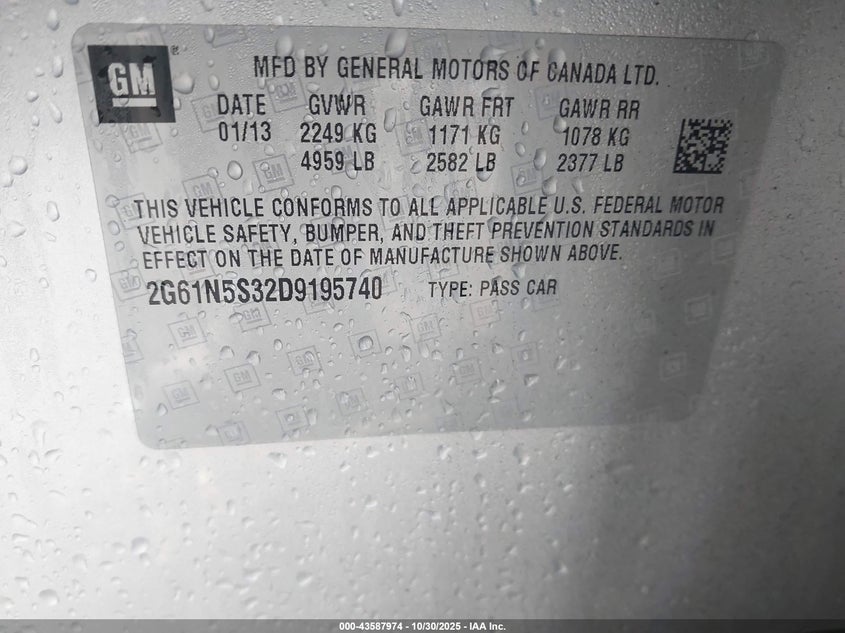 GM ®
MFD BY GENERAL MOTORS OF CANADA LTD.
DATE GVWR GAWR FRT GAWR RR
01/13 2249 KG 1171 KG 1078 KG
4959 LB 2582 LB 2377 LB
THIS VEHICLE CONFORMS TO ALL APPLICABLE U.S. FEDERAL MOTOR
VEHICLE SAFETY, BUMPER, AND THEFT PREVENTION STANDARDS IN
EFFECT ON THE DATE OF MANUFACTURE SHOWN ABOVE.
2G61N5S32D9195740 TYPE: PASS CAR
000-43587974 | 10/30/2025 - IAA Inc.